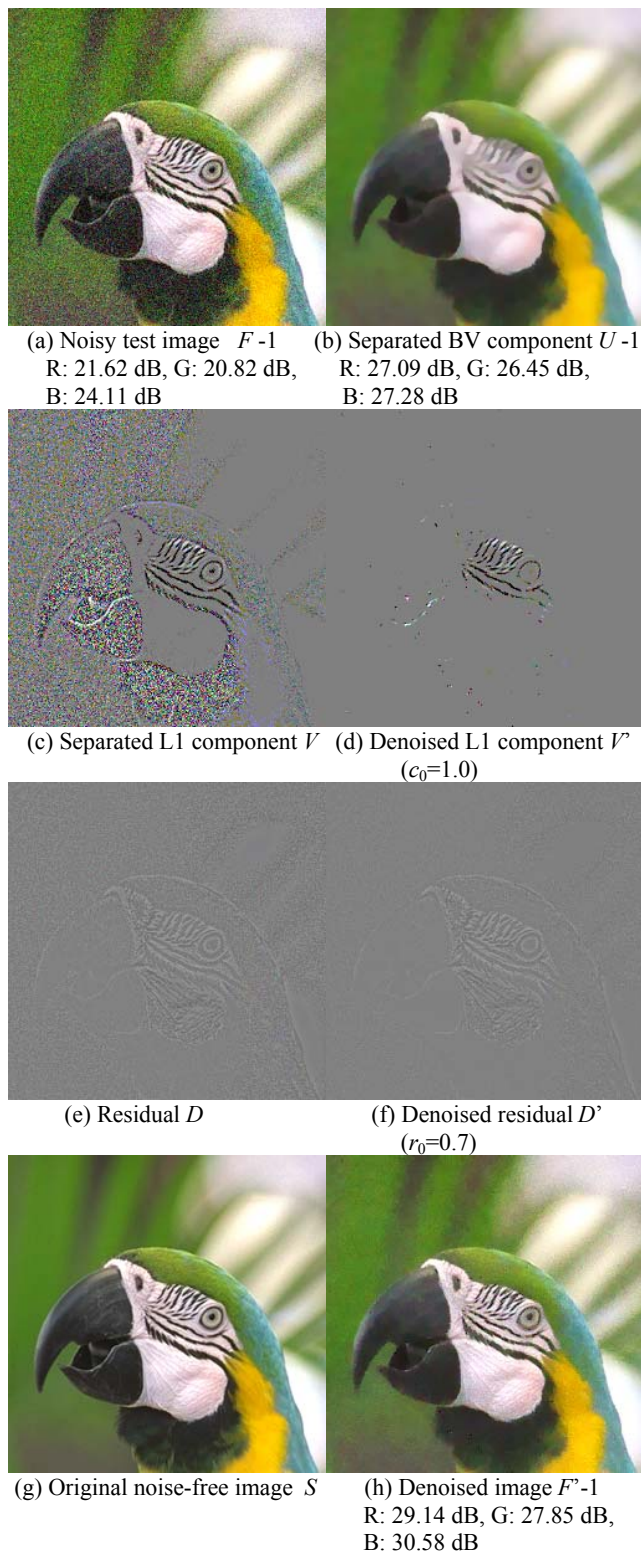 (a) Noisy test image F -1
R: 21.62 dB, G: 20.82 dB,
B: 24.11 dB
(b) Separated BV component U -1
R: 27.09 dB, G: 26.45 dB,
B: 27.28 dB
(c) Separated L1 component V
(d) Denoised L1 component V’
(c0=1.0)
(e) Residual D
(f) Denoised residual D’
(r0=0.7)
(g) Original noise-free image S
(h) Denoised image F’-1
R: 29.14 dB, G: 27.85 dB,
B: 30.58 dB